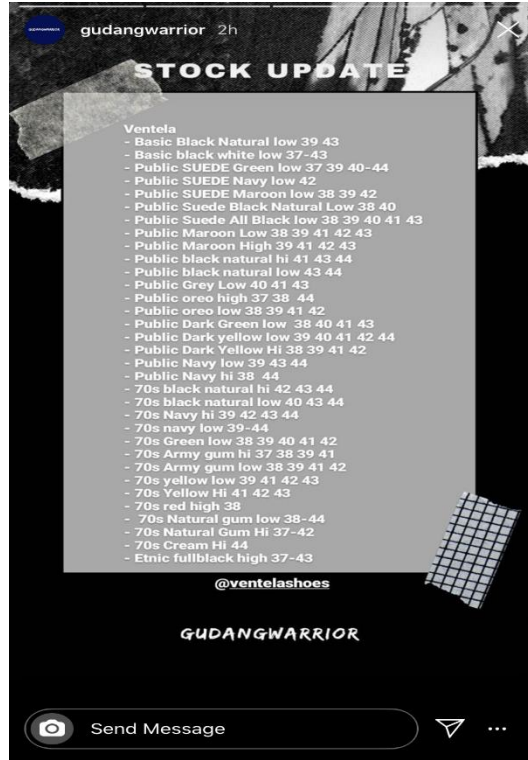 gudangwarrior 2h
STOCK UPDATE
Ventela
- Basic Black Natural low 39 43
- Basic black white low 37-43
- Public SUEDE Green low 37 39 40-44
- Public SUEDE Navy low 42
- Public SUEDE Maroon low 38 39 42
- Public Suede Black Natural Low 38 40
- Public Suede All Black low 38 39 40 41 43
- Public Maroon Low 38 39 41 42 43
- Public Maroon High 39 41 42 43
- Public black natural hi 41 43 44
- Public black natural low 43 44
- Public Grey Low 40 41 43
- Public oreo high 37 38 44
- Public oreo low 38 39 41 42
- Public Dark Green low 38 40 41 43
- Public Dark yellow low 39 40 41 42 44
- Public Dark Yellow Hi 38 39 41 42
- Public Navy low 39 43 44
- Public Navy hi 38 44
- 70s black natural hi 42 43 44
- 70s black natural low 40 43 44
- 70s Navy hi 39 42 43 44
- 70s navy low 39-44
- 70s Green low 38 39 40 41 42
- 70s Army gum hi 37 38 39 41
- 70s Army gum low 38 39 41 42
- 70s yellow low 39 41 42 43
- 70s Yellow Hi 41 42 43
- 70s red high 38
- 70s Natural gum low 38-44
- 70s Natural Gum Hi 37-42
- 70s Cream Hi 44
- Etnic fullblack high 37-43
@ventelashoes
GUDANGWARRIOR
Send Message